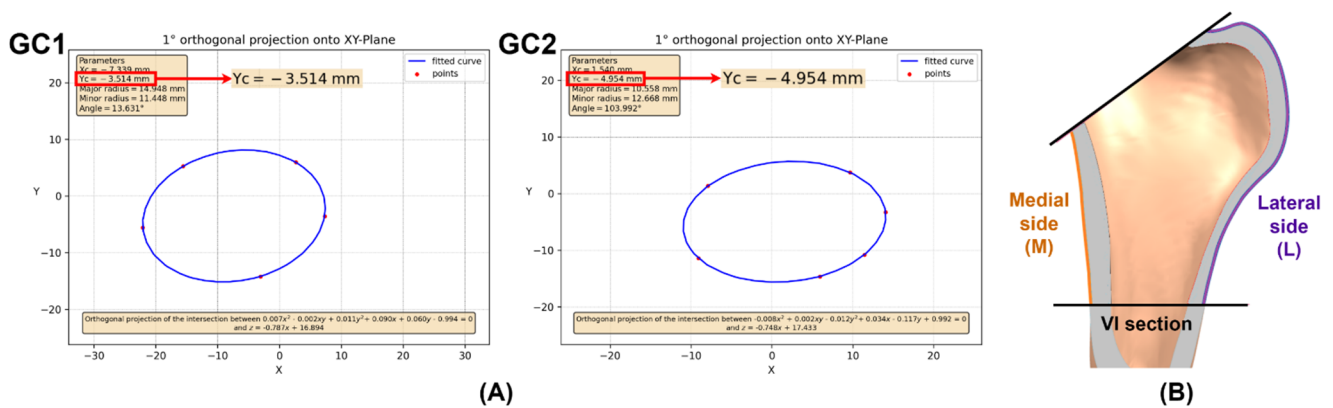 GC1
1° orthogonal projection onto XY-Plane
Parameters
Xc = −7.339 mm
Yc = −3.514 mm
Major radius = 14.948 mm
Minor radius = 11.448 mm
Angle = 13.631°
Yc = −3.514 mm
fitted curve
points
20
10
0
−10
−20
Y
Orthogonal projection of the intersection between 0.007x² - 0.002xy + 0.011y²+ 0.090x + 0.060y - 0.994 = 0
and z = -0.787x + 16.894
−30
−20
−10
0
10
20
30
X
GC2
1° orthogonal projection onto XY-Plane
Parameters
Xc = 1.540 mm
Yc = −4.954 mm
Major radius = 10.558 mm
Minor radius = 12.668 mm
Angle = 103.992°
Yc = −4.954 mm
fitted curve
points
20
10
0
−10
−20
Y
Orthogonal projection of the intersection between -0.008x² + 0.002xy - 0.012y²+ 0.034x - 0.117y + 0.992 = 0
and z = -0.748x + 17.433
−20
−10
0
10
20
X
(A)
Medial
side
(M)
Lateral
side
(L)
VI section
(B)